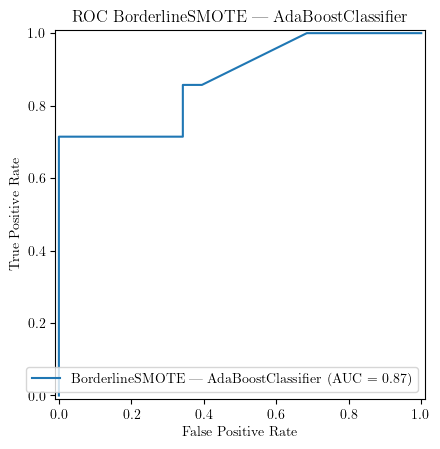 ROC BorderlineSMOTE — AdaBoostClassifier
1.0
0.8
0.6
0.4
0.2
0.0
True Positive Rate
BorderlineSMOTE — AdaBoostClassifier (AUC = 0.87)
0.0 0.2 0.4 0.6 0.8 1.0
False Positive Rate